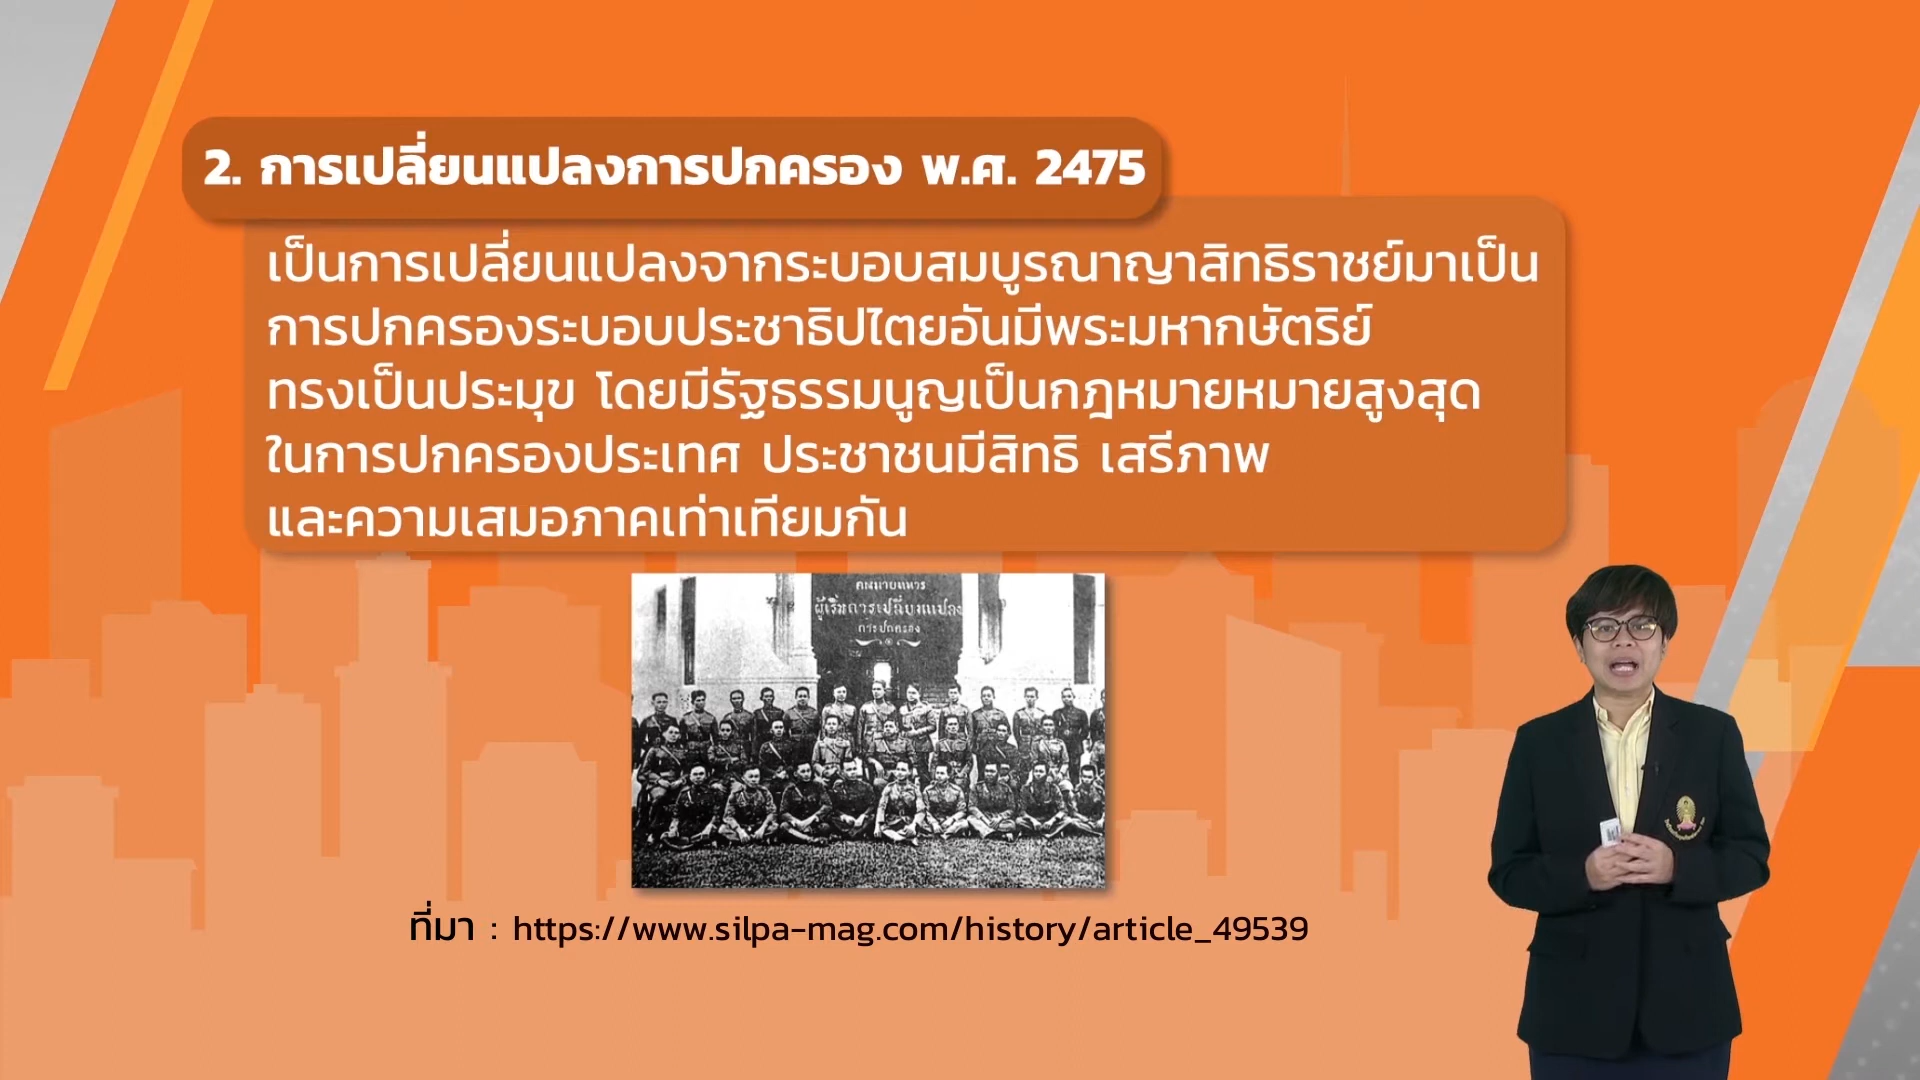 2. การเปลี่ยนแปลงการปกครอง พ.ศ. 2475
เป็นการเปลี่ยนแปลงจากระบอบสมบูรณาญาสิทธิราชย์มาเป็น
การปกครองระบอบประชาธิปไตยอันมีพระมหากษัตริย์
ทรงเป็นประมุข โดยมีรัฐธรรมนูญเป็นกฎหมายหมายสูงสุด
ในการปกครองประเทศ ประชาชนมีสิทธิ เสรีภาพ
และความเสมอภาคเท่าเทียมกัน
คณนายทหาร
ผู้เริ่มการเปลี่ยนแปลง
การปกครอง
ที่มา : https://www.silpa-mag.com/history/article_49539